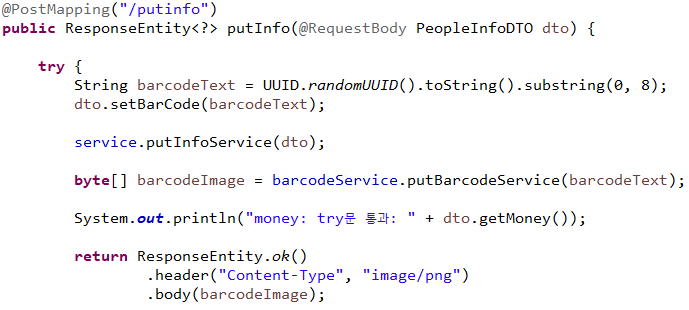 @PostMapping("/putinfo")
public ResponseEntity<?> putInfo(@RequestBody PeopleInfoDTO dto) {
try {
String barcodeText = UUID.randomUUID().toString().substring(0, 8);
dto.setBarCode(barcodeText);
service.putInfoService(dto);
byte[] barcodeImage = barcodeService.putBarcodeService(barcodeText);
System.out.println("money: try문 통과: " + dto.getMoney());
return ResponseEntity.ok()
.header("Content-Type", "image/png")
.body(barcodeImage);